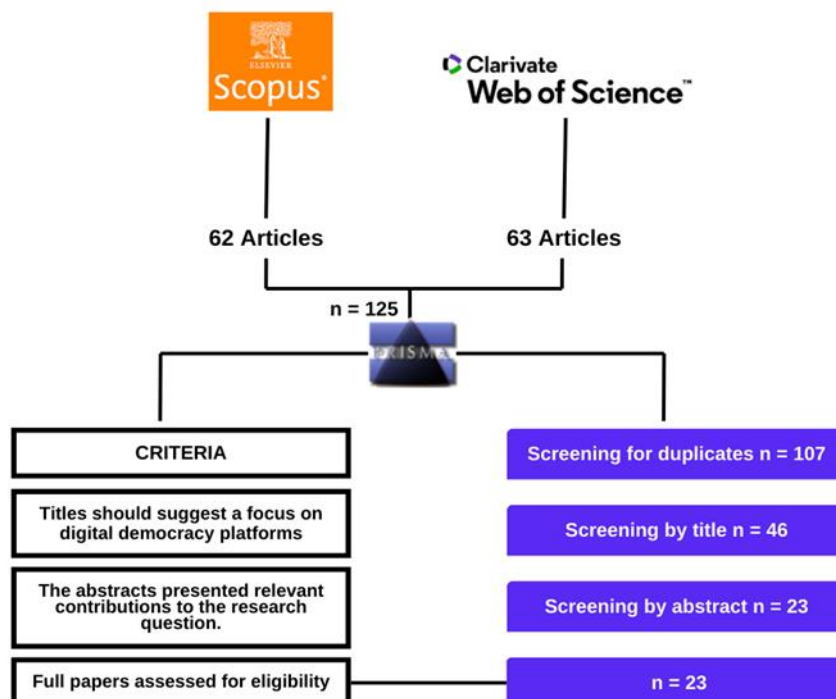 ELSEVIER
Scopus®
Clarivate
Web of Science™
62 Articles
63 Articles
n = 125
PRISMA
CRITERIA
Screening for duplicates n = 107
Titles should suggest a focus on
digital democracy platforms
Screening by title n = 46
The abstracts presented relevant
contributions to the research
question.
Screening by abstract n = 23
Full papers assessed for eligibility
n = 23